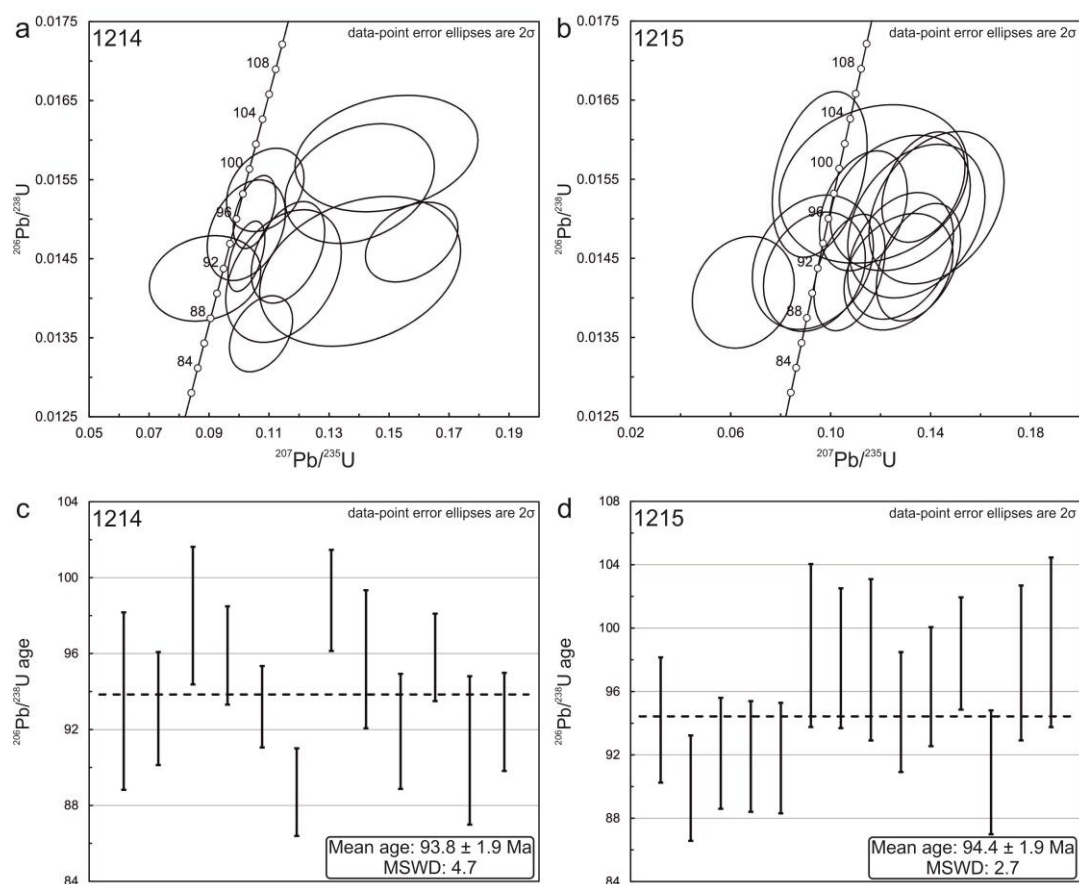 a
1214
data-point error ellipses are 2σ
0.0175
0.0165
0.0155
0.0145
0.0135
0.0125
²⁰⁶Pb/²³⁸U
108
104
100
96
92
88
84
0.05 0.07 0.09 0.11 0.13 0.15 0.17 0.19
²⁰⁷Pb/²³⁵U
b
1215
data-point error ellipses are 2σ
0.0175
0.0165
0.0155
0.0145
0.0135
0.0125
²⁰⁶Pb/²³⁸U
108
104
100
96
92
88
84
0.02 0.06 0.10 0.14 0.18
²⁰⁷Pb/²³⁵U
c
1214
data-point error ellipses are 2σ
104
100
96
92
88
84
²⁰⁶Pb/²³⁸U age
Mean age: 93.8 ± 1.9 Ma
MSWD: 4.7
d
1215
data-point error ellipses are 2σ
108
104
100
96
92
88
84
²⁰⁶Pb/²³⁸U age
Mean age: 94.4 ± 1.9 Ma
MSWD: 2.7